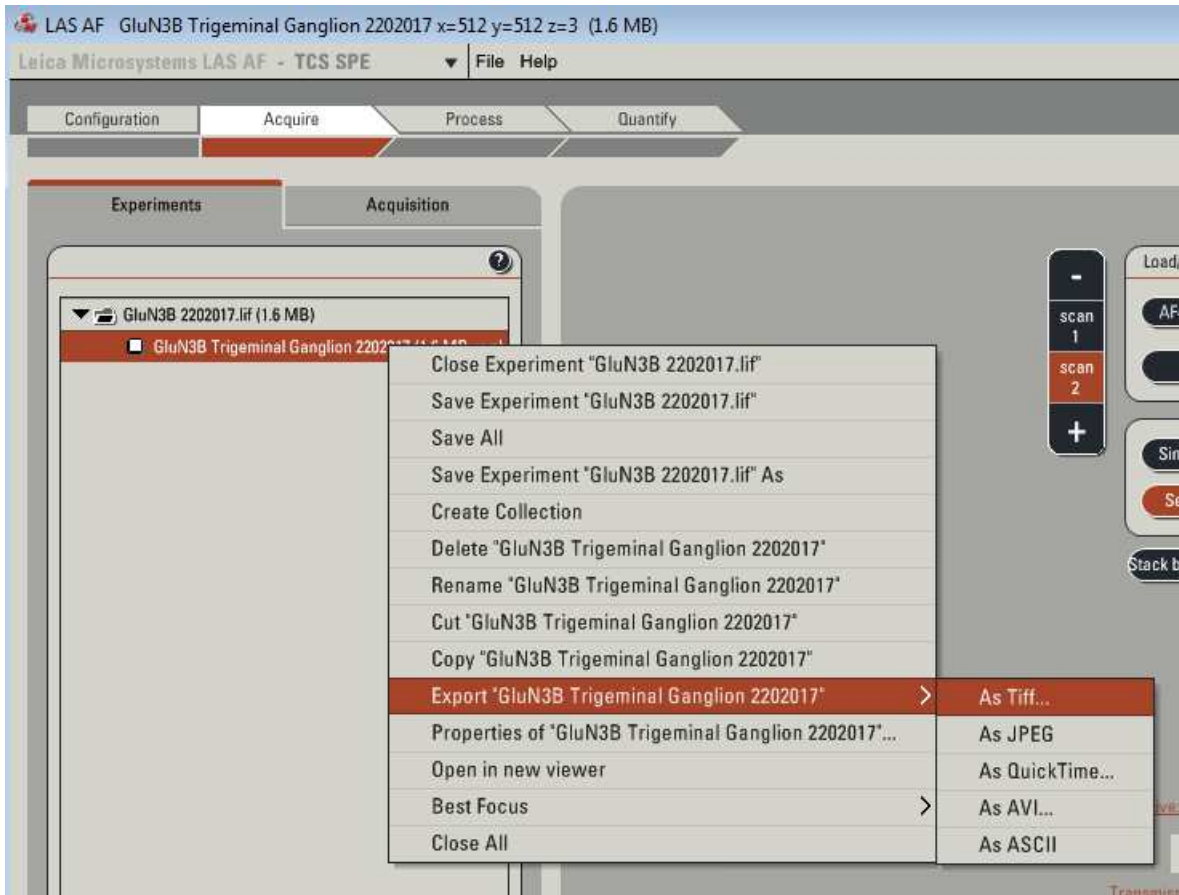 LAS AF GluN3B Trigeminal Ganglion 2202017 x=512 y=512 z=3 (1.6 MB)
Leica Microsystems LAS AF - TCS SPE File Help
Configuration Acquire Process Quantify
Experiments Acquisition
?
GluN3B 2202017.lif (1.6 MB)
GluN3B Trigeminal Ganglion
Close Experiment "GluN3B 2202017.lif"
Save Experiment "GluN3B 2202017.lif"
Save All
Save Experiment "GluN3B 2202017.lif" As
Create Collection
Delete "GluN3B Trigeminal Ganglion 2202017"
Rename "GluN3B Trigeminal Ganglion 2202017"
Cut "GluN3B Trigeminal Ganglion 2202017"
Copy "GluN3B Trigeminal Ganglion 2202017"
Export "GluN3B Trigeminal Ganglion 2202017" >
Properties of "GluN3B Trigeminal Ganglion 2202017"...
Open in new viewer
Best Focus >
Close All
As Tiff...
As JPEG
As QuickTime...
As AVI...
As ASCII
-
scan
1
scan
2
+
Load/
AF
Sin
Se
Stack b